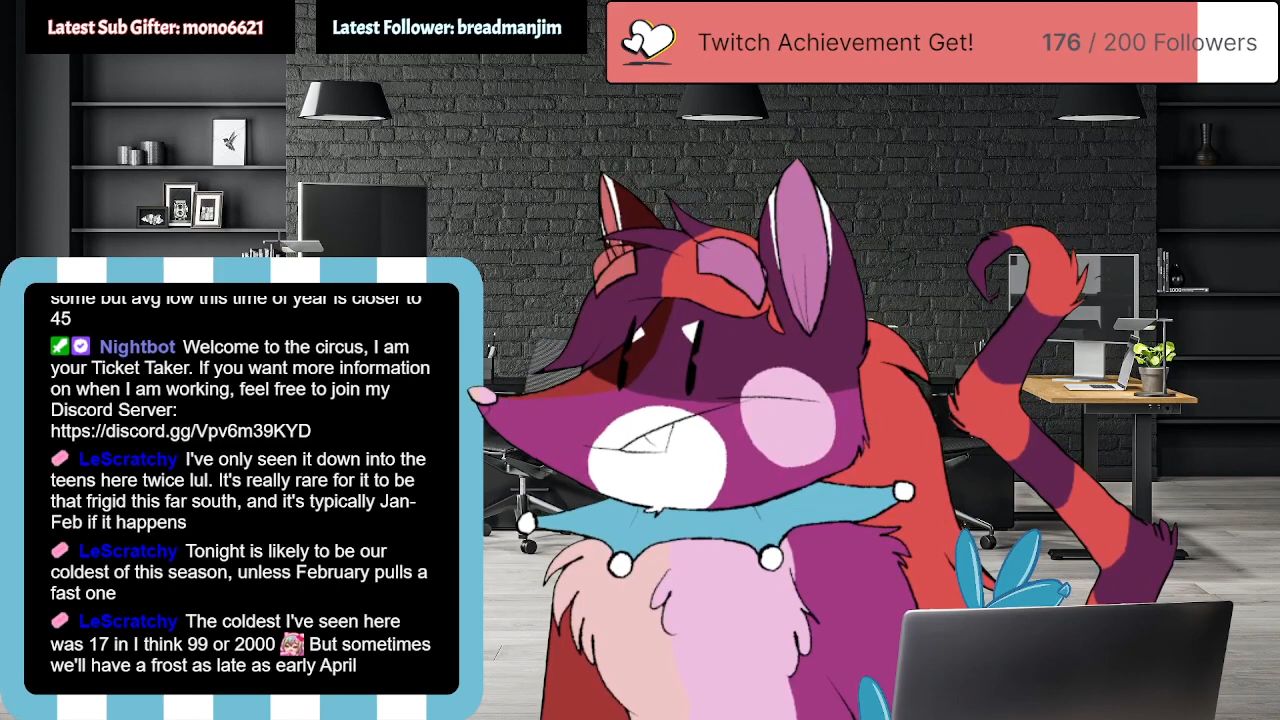 Latest Sub Gifter: mono6621
Latest Follower: breadmanjim
Twitch Achievement Get!
176 / 200 Followers
some but avg low this time of year is closer to
45
Nightbot Welcome to the circus, I am
your Ticket Taker. If you want more information
on when I am working, feel free to join my
Discord Server:
https://discord.gg/Vpv6m39KYD
LeScratchy I've only seen it down into the
teens here twice lul. It's really rare for it to be
that frigid this far south, and it's typically Jan-
Feb if it happens
LeScratchy Tonight is likely to be our
coldest of this season, unless February pulls a
fast one
LeScratchy The coldest I've seen here
was 17 in I think 99 or 2000 But sometimes
we'll have a frost as late as early April